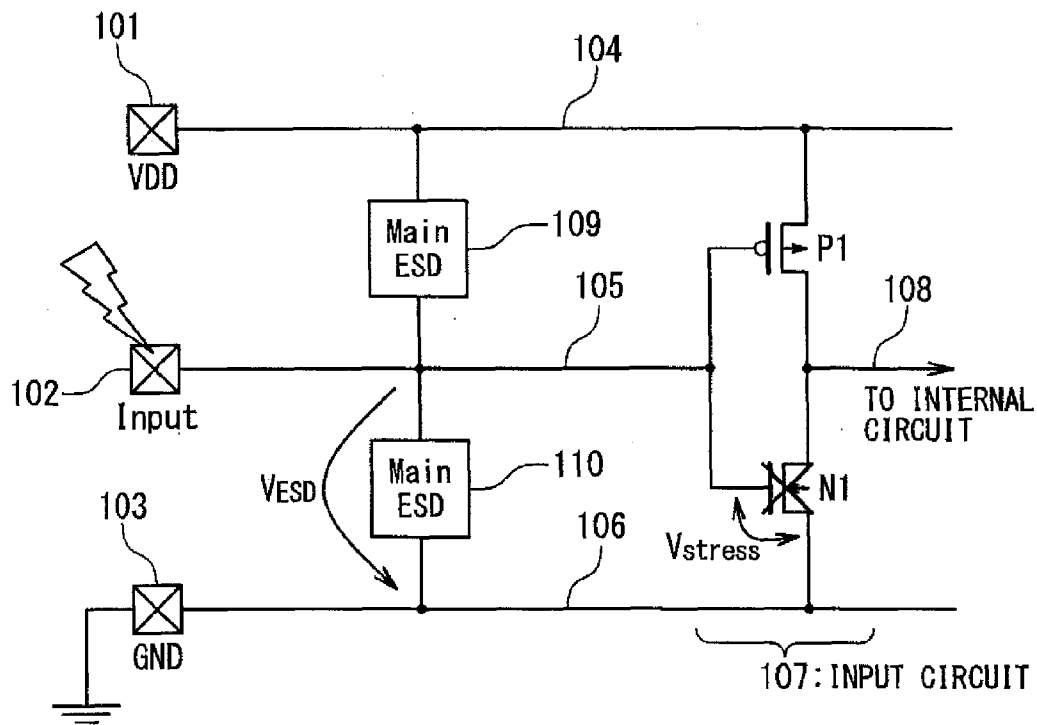 101
104
VDD
Main
ESD
109
P1
105
108
102
Input
TO INTERNAL
CIRCUIT
VESD
Main
ESD
110
N1
103
106
Vstress
GND
107:INPUT CIRCUIT